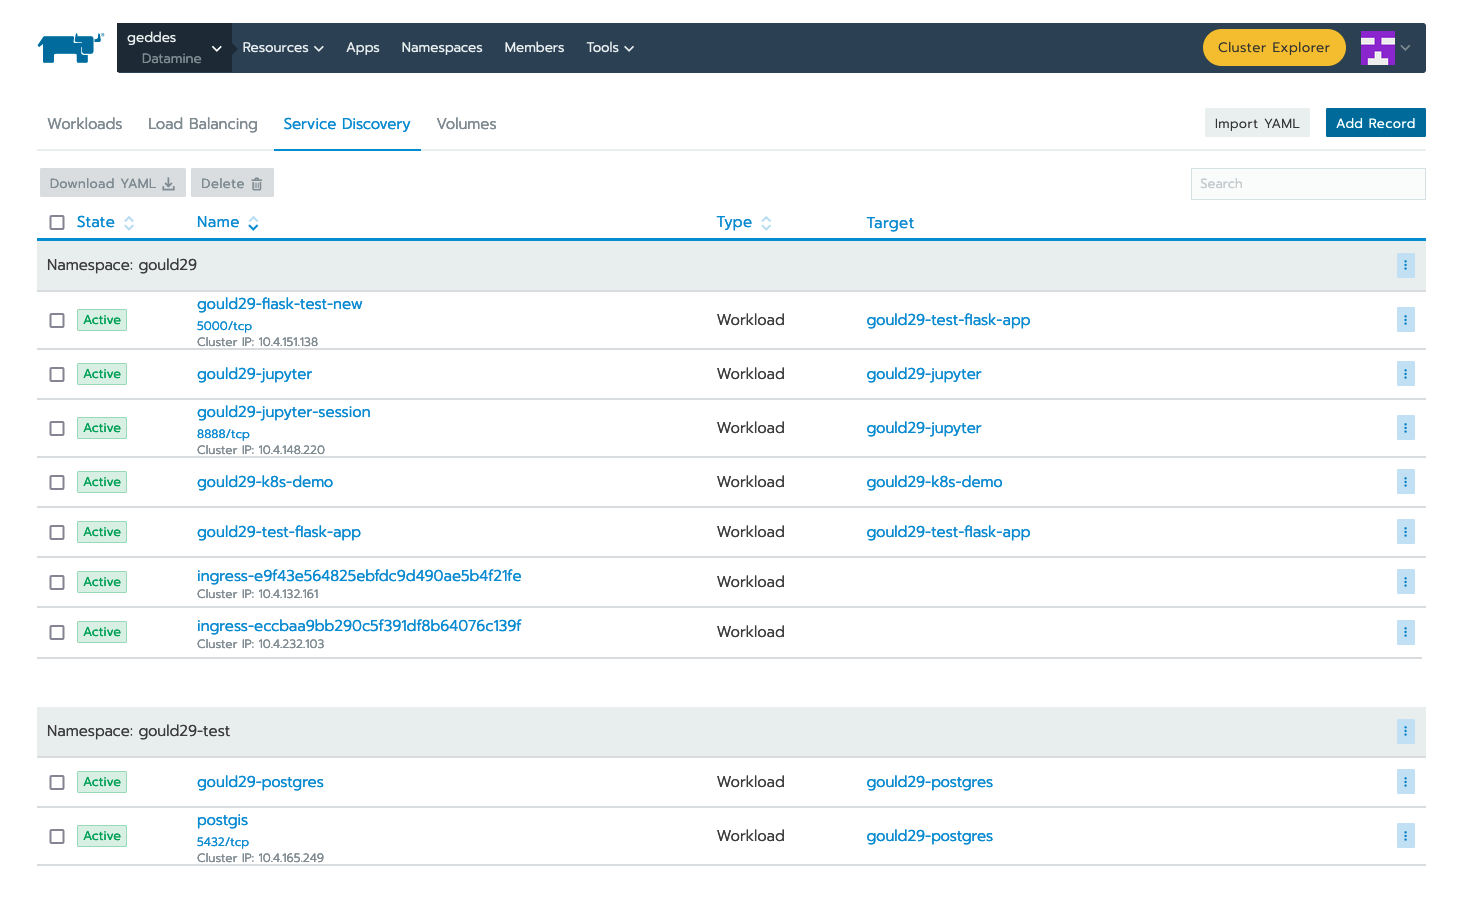 geddes
Datamine
Resources Apps Namespaces Members Tools
Cluster Explorer
Workloads Load Balancing Service Discovery Volumes
Import YAML Add Record
Download YAML Delete
Search
State Name Type Target
Namespace: gould29
gould29-flask-test-new
Active Workload gould29-test-flask-app
5000/tcp
Cluster IP: 10.4.151.138
Active gould29-jupyter Workload gould29-jupyter
gould29-jupyter-session
Active Workload gould29-jupyter
8888/tcp
Cluster IP: 10.4.148.220
Active gould29-k8s-demo Workload gould29-k8s-demo
Active gould29-test-flask-app Workload gould29-test-flask-app
Active ingress-e9f43e564825ebfdc9d490ae5b4f21fe Workload
Cluster IP: 10.4.132.161
Active ingress-eccbaa9bb290c5f391df8b64076c139f Workload
Cluster IP: 10.4.232.103
Namespace: gould29-test
Active gould29-postgres Workload gould29-postgres
postgis
Active Workload gould29-postgres
5432/tcp
Cluster IP: 10.4.165.249